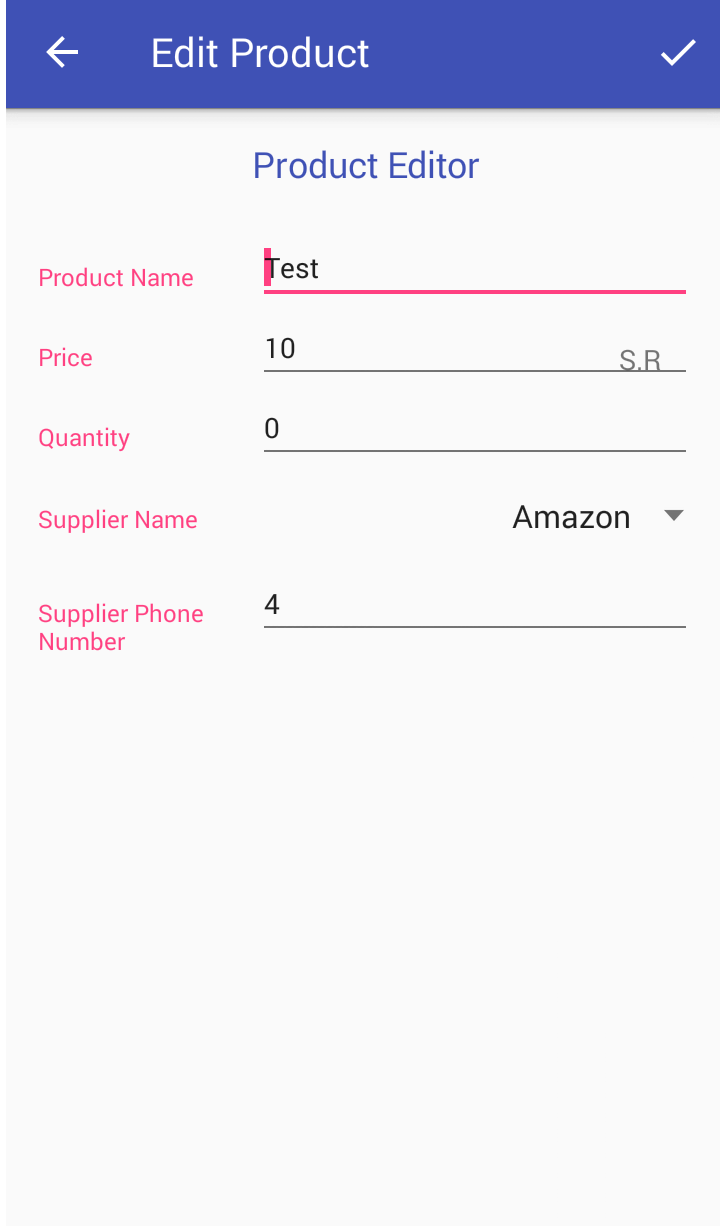 Edit Product
Product Editor
Product Name Test
Price 10 S.R
Quantity 0
Supplier Name Amazon
Supplier Phone 4
Number